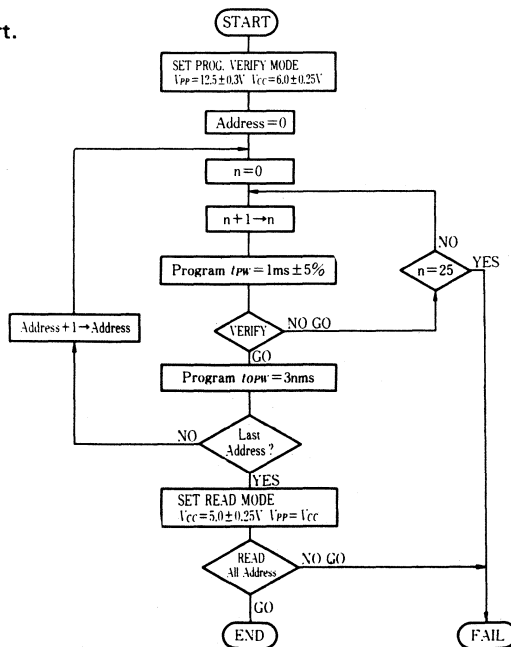 rt.
START
SET PROG. VERIFY MODE
VPP=12.5±0.3V VCC=6.0±0.25V
Address=0
n=0
n+1→n
Program tPW=1ms±5%
NO
YES
n=25
Address+1→Address
VERIFY
NO GO
GO
Program tOPW=3nms
NO
Last
Address?
YES
SET READ MODE
VCC=5.0±0.25V VPP=VCC
READ
All Address
NO GO
GO
END
FAIL